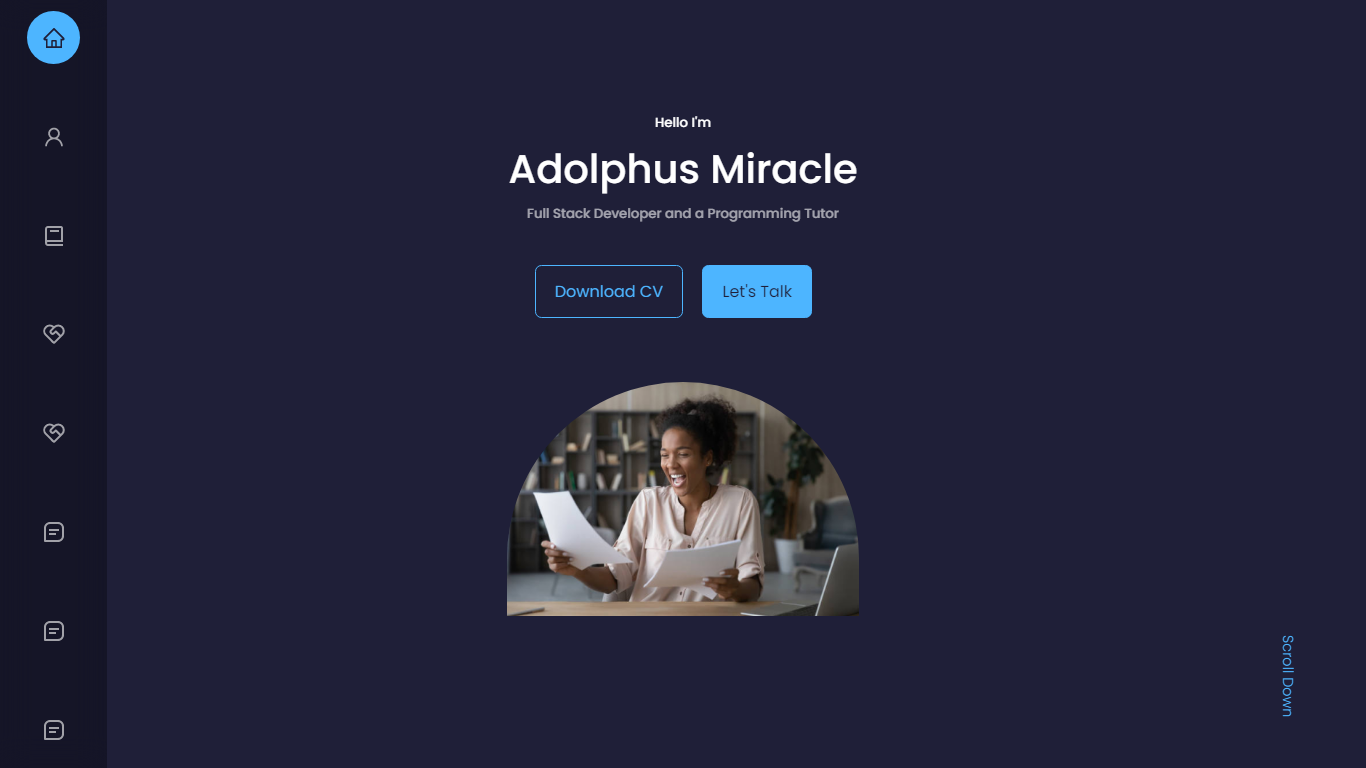 Hello I'm
Adolphus Miracle
Full Stack Developer and a Programming Tutor
Download CV
Let's Talk
Scroll Down